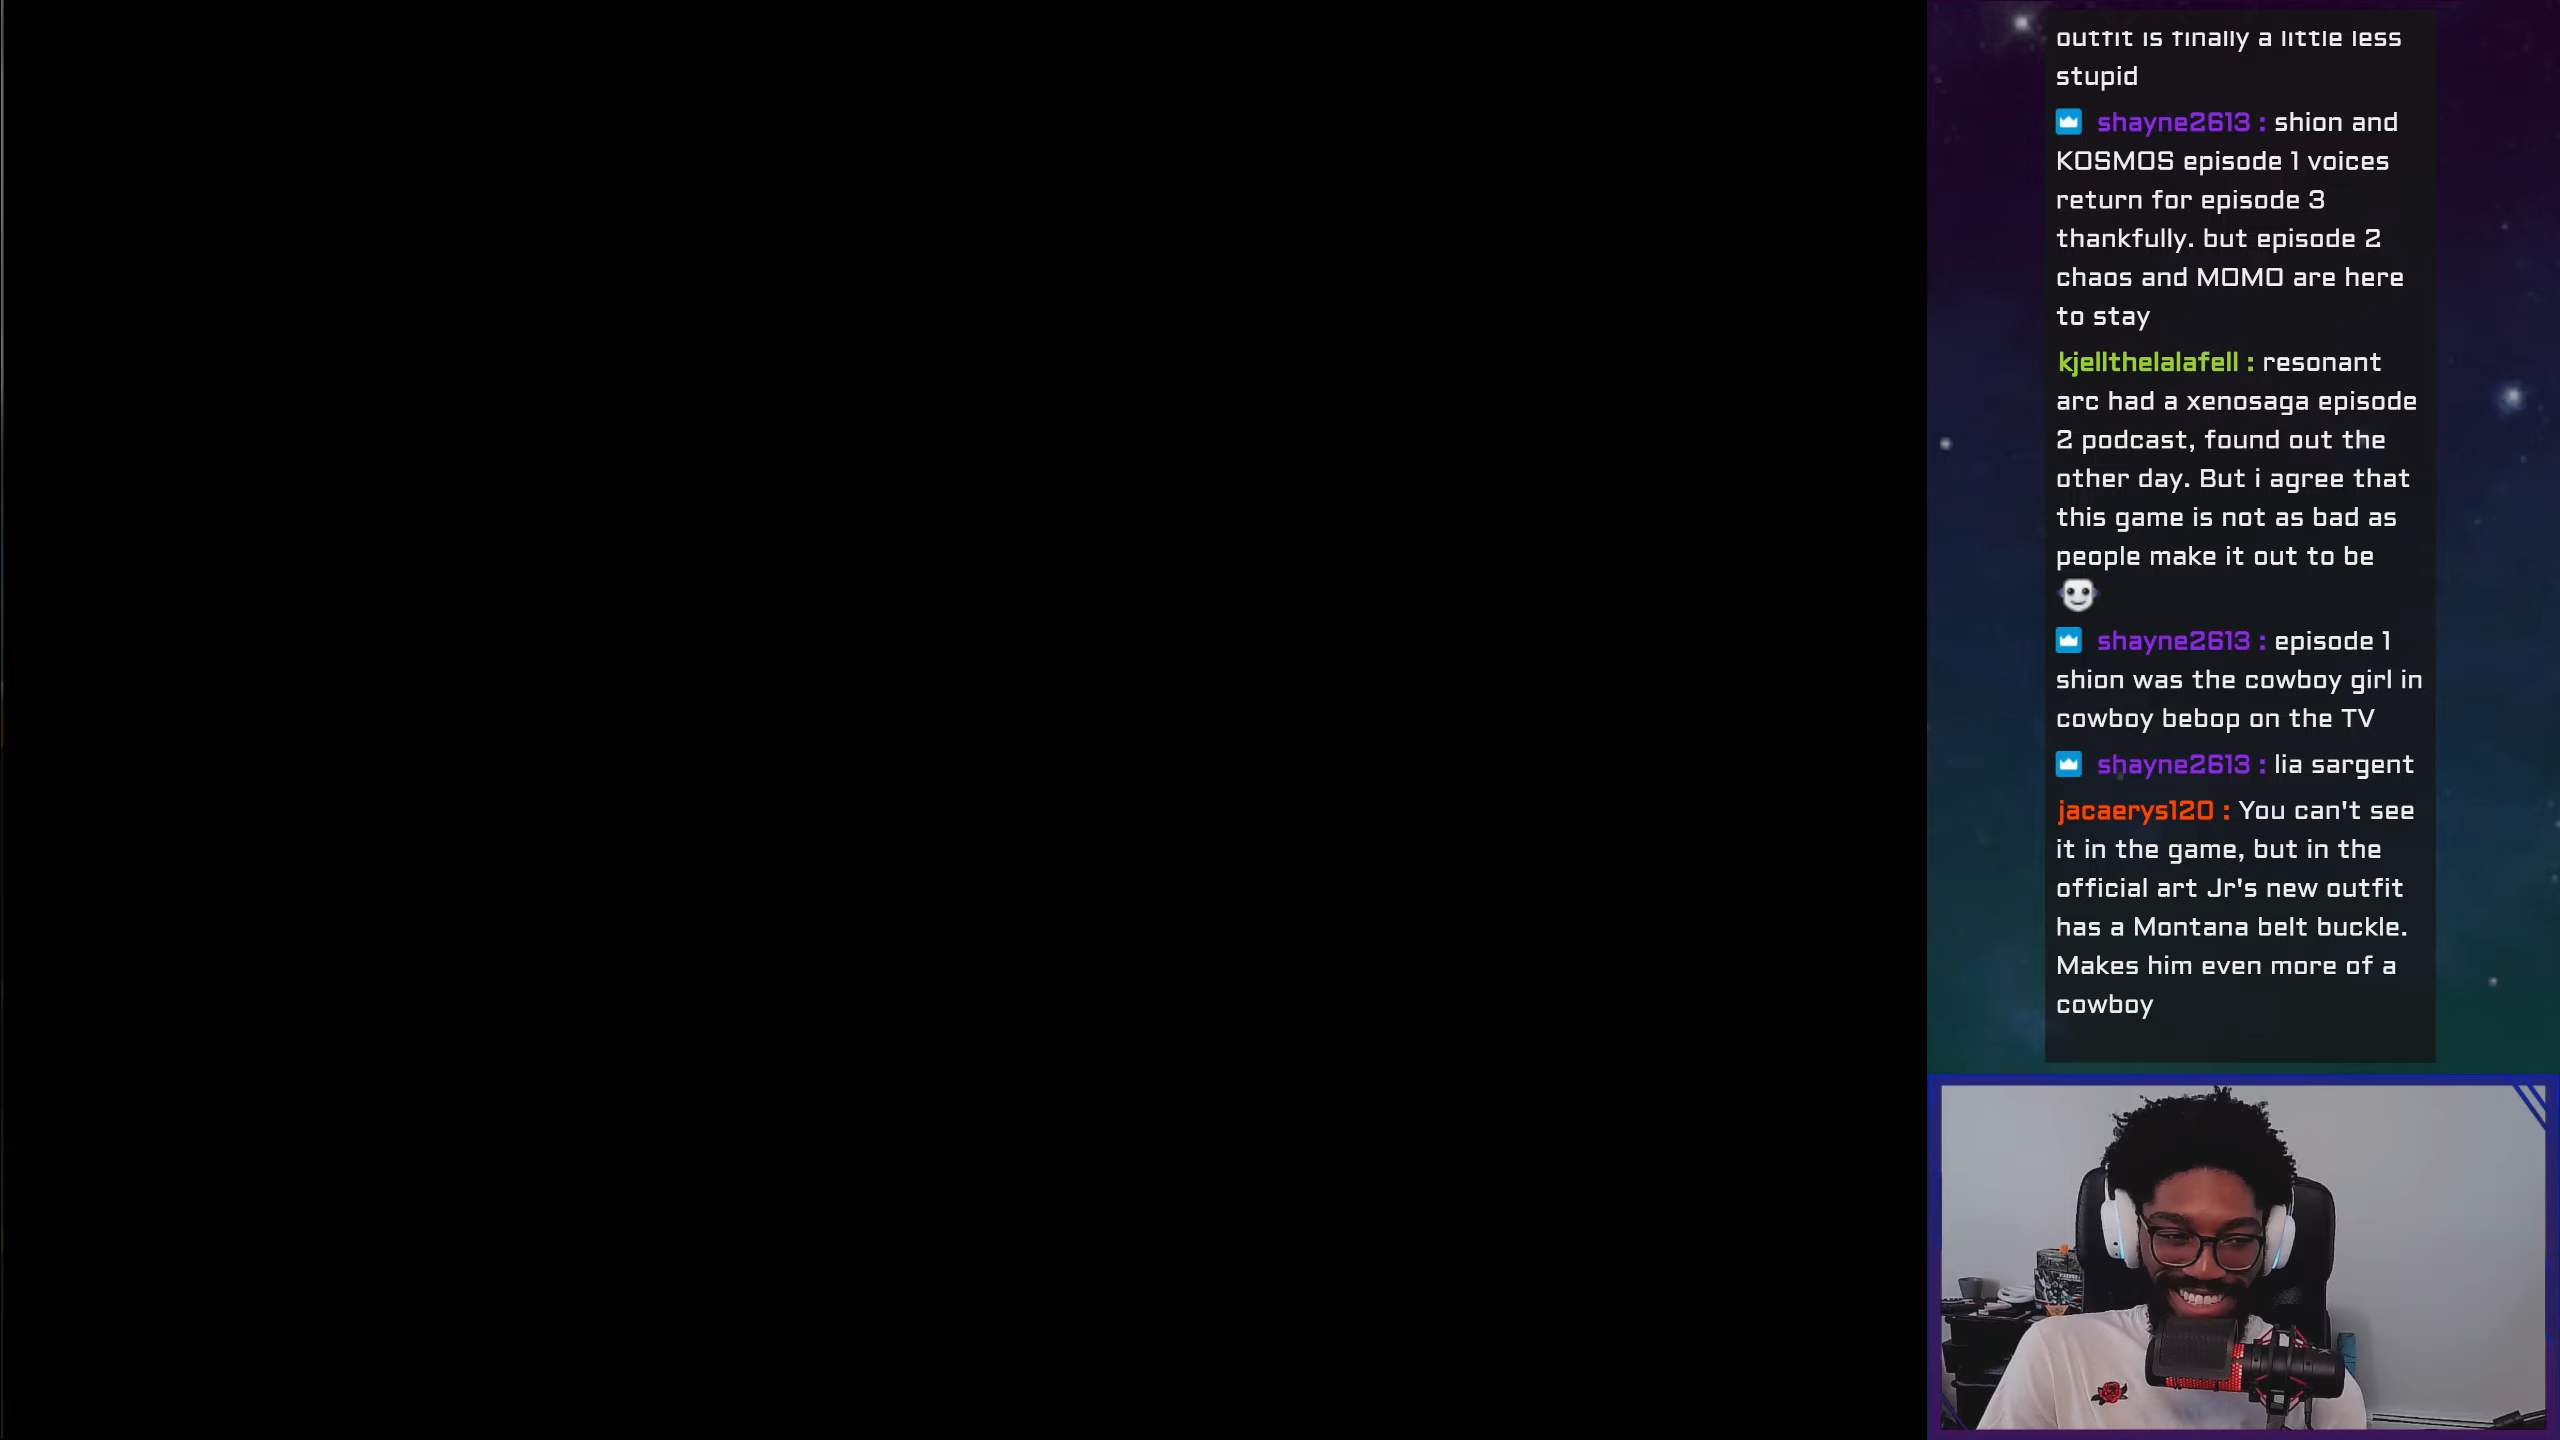 outfit is finally a little less
stupid
shayne2613 : shion and
KOSMOS episode 1 voices
return for episode 3
thankfully. but episode 2
chaos and MOMO are here
to stay
kjellthelalafell : resonant
arc had a xenosaga episode
2 podcast, found out the
other day. But i agree that
this game is not as bad as
people make it out to be
shayne2613 : episode 1
shion was the cowboy girl in
cowboy bebop on the TV
shayne2613 : lia sargent
jacaerys120 : You can't see
it in the game, but in the
official art Jr's new outfit
has a Montana belt buckle.
Makes him even more of a
cowboy